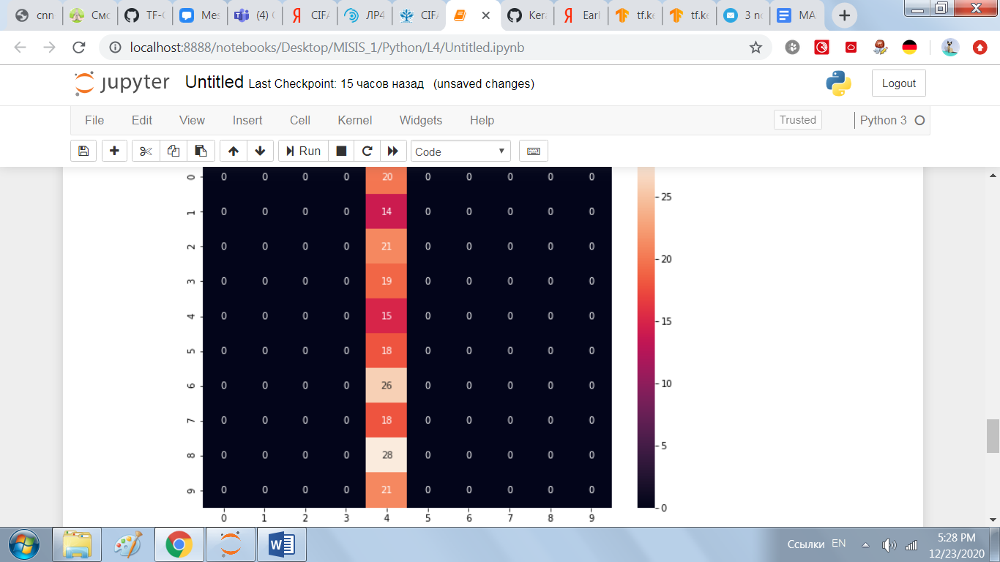 cnn Смо TF-C Mes (4) C CIFA ЛР4 CIFA Ker Earl tf.ke tf.ke 3 по MA
localhost:8888/notebooks/Desktop/MISIS_1/Python/L4/Untitled.ipynb
jupyter Untitled Last Checkpoint: 15 часов назад (unsaved changes) Logout
File Edit View Insert Cell Kernel Widgets Help Trusted Python 3
Run Code
0 0 0 0 0 20 0 0 0 0 0
1 0 0 0 0 14 0 0 0 0 0
2 0 0 0 0 21 0 0 0 0 0
3 0 0 0 0 19 0 0 0 0 0
4 0 0 0 0 15 0 0 0 0 0
5 0 0 0 0 18 0 0 0 0 0
6 0 0 0 0 26 0 0 0 0 0
7 0 0 0 0 18 0 0 0 0 0
8 0 0 0 0 28 0 0 0 0 0
9 0 0 0 0 21 0 0 0 0 0
0 1 2 3 4 5 6 7 8 9
25
20
15
10
5
0
Ссылки EN 5:28 PM
12/23/2020